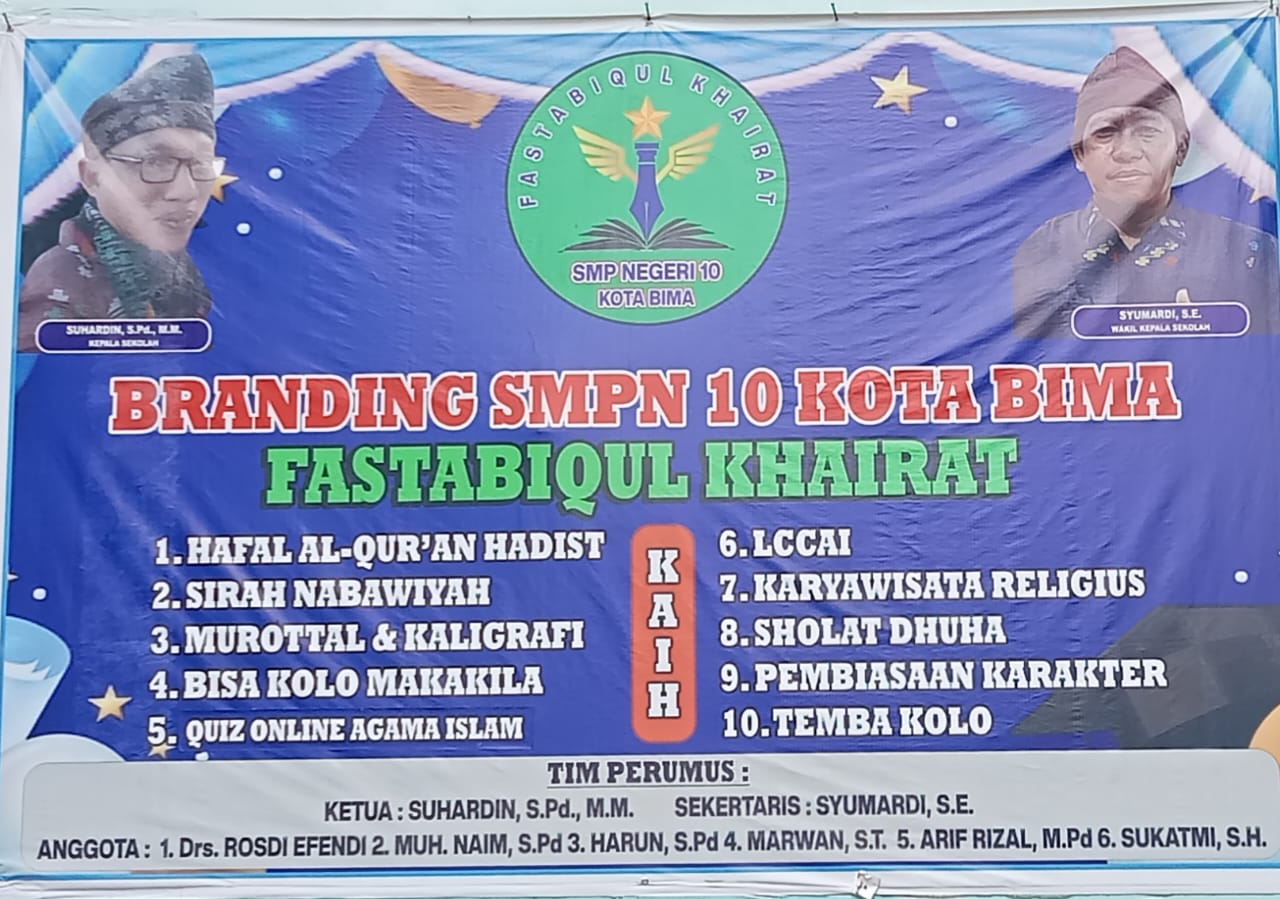 FASTABIQUL KHAIRAT
SMP NEGERI 10
KOTA BIMA
SUHARDIN, S.Pd., M.M.
KEPALA SEKOLAH
SYUMARDI, S.E.
WAKIL KEPALA SEKOLAH
BRANDING SMPN 10 KOTA BIMA
FASTABIQUL KHAIRAT
1. HAFAL AL-QUR'AN HADIST
2. SIRAH NABAWIYAH
3. MUROTTAL & KALIGRAFI
4. BISA KOLO MAKAKILA
5. QUIZ ONLINE AGAMA ISLAM
KAIH
6. LCCAI
7. KARYAWISATA RELIGIUS
8. SHOLAT DHUHA
9. PEMBIASAAN KARAKTER
10. TEMBA KOLO
TIM PERUMUS :
KETUA : SUHARDIN, S.Pd., M.M. SEKERTARIS : SYUMARDI, S.E.
ANGGOTA : 1. Drs. ROSDI EFENDI 2. MUH. NAIM, S.Pd 3. HARUN, S.Pd 4. MARWAN, S.T. 5. ARIF RIZAL, M.Pd 6. SUKATMI, S.H.